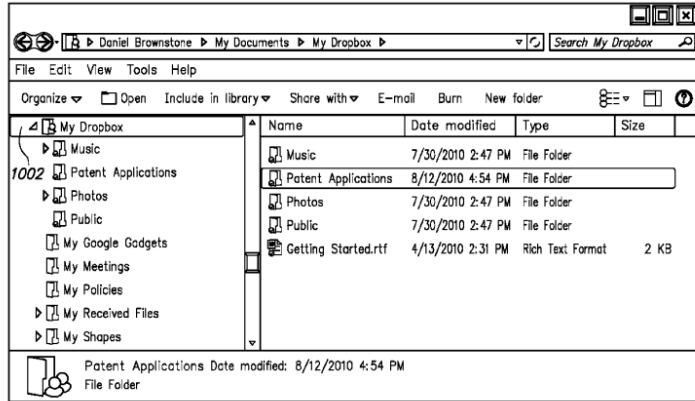 Daniel Brownstone My Documents My Dropbox Search My Dropbox
File Edit View Tools Help
Organize Open Include in library Share with E-mail Burn New folder
My Dropbox
Music
1002 Patent Applications
Photos
Public
My Google Gadgets
My Meetings
My Policies
My Received Files
My Shapes
Name Date modified Type Size
Music 7/30/2010 2:47 PM File Folder
Patent Applications 8/12/2010 4:54 PM File Folder
Photos 7/30/2010 2:47 PM File Folder
Public 7/30/2010 2:47 PM File Folder
Getting Started.rtf 4/13/2010 2:31 PM Rich Text Format 2 KB
Patent Applications Date modified: 8/12/2010 4:54 PM
File Folder